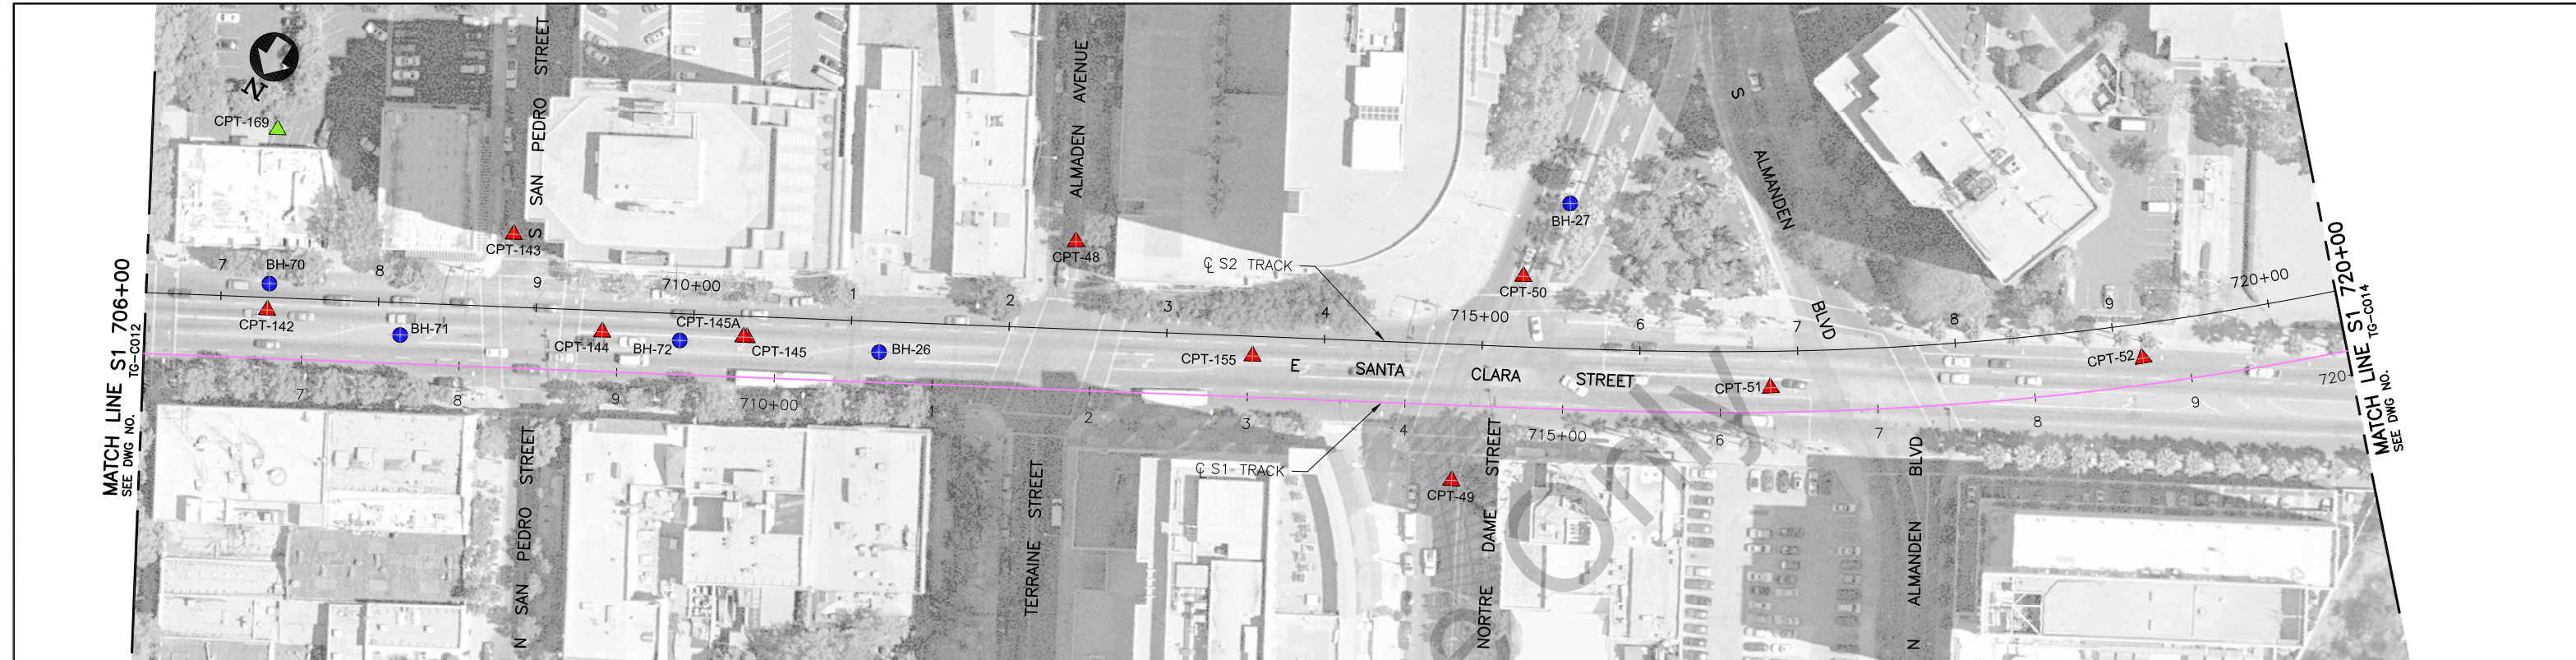 N
CPT-169
S SAN PEDRO STREET
ALMADEN AVENUE
S ALMANDEN BLVD
CPT-143
CPT-48
BH-27
BH-70
CPT-142
BH-71
CPT-144
BH-72
CPT-145A
CPT-145
BH-26
CPT-155
CPT-50
CPT-51
CPT-52
CPT-49
7
8
9
710+00
1
2
3
4
715+00
6
7
8
9
720+00
℄ S2 TRACK
E SANTA CLARA STREET
7
8
9
710+00
1
2
3
4
715+00
6
7
8
9
720+
℄ S1 TRACK
N SAN PEDRO STREET
TERRAINE STREET
NORTRE DAME STREET
N ALMANDEN BLVD
MATCH LINE S1 706+00
SEE DWG NO. TG-C012
MATCH LINE S1 720+00
SEE DWG NO. TG-C014
e Only